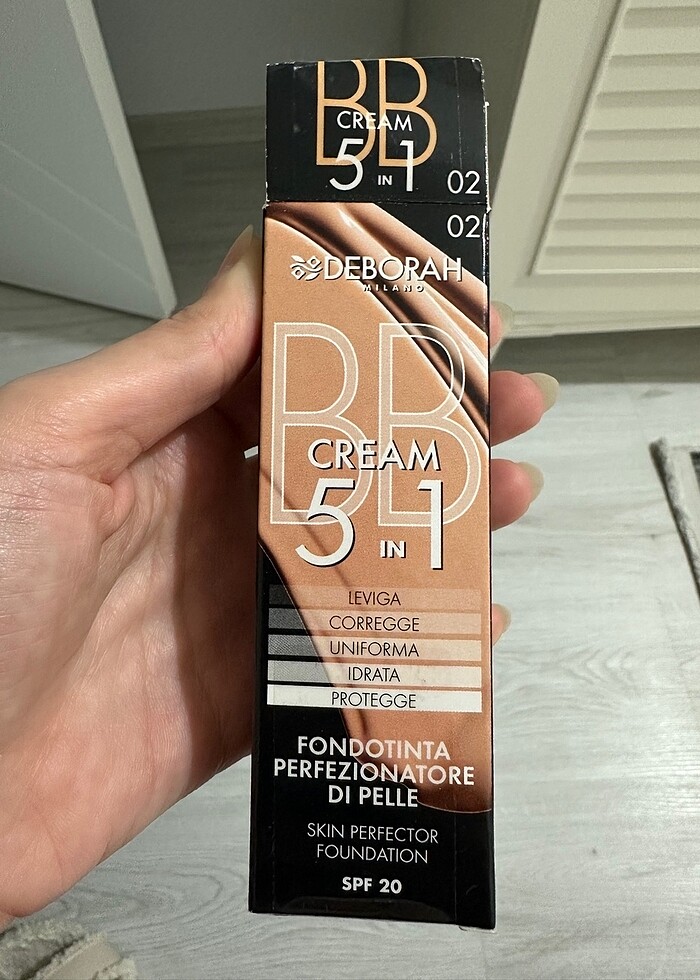 BB
CREAM
5 IN 1
02
02
DEBORAH
MILANO
BB
CREAM
5 IN 1
LEVIGA
CORREGGE
UNIFORMA
IDRATA
PROTEGGE
FONDOTINTA
PERFEZIONATORE
DI PELLE
SKIN PERFECTOR
FOUNDATION
SPF 20